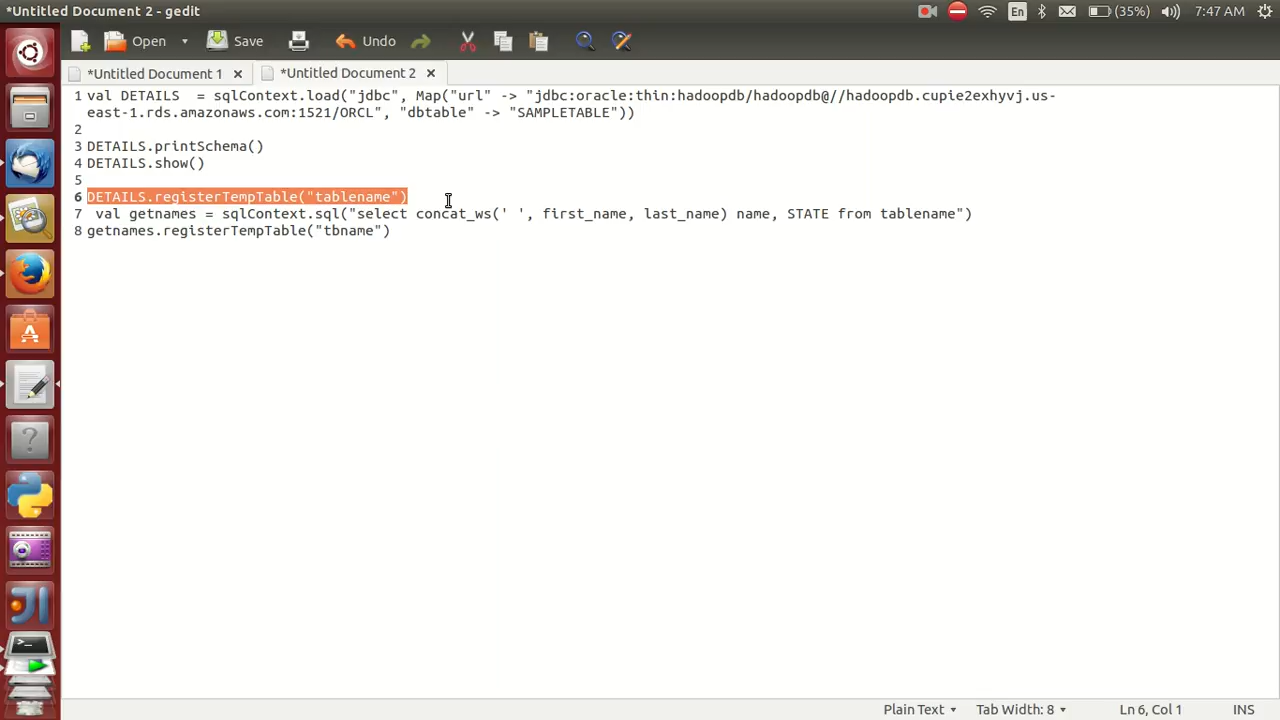 *Untitled Document 2 - gedit
En
(35%)
7:47 AM
Open
Save
Undo
*Untitled Document 1
*Untitled Document 2
1 val DETAILS  = sqlContext.load("jdbc", Map("url" -> "jdbc:oracle:thin:hadoopdb/hadoopdb@//hadoopdb.cupie2exhyvj.us-
east-1.rds.amazonaws.com:1521/ORCL", "dbtable" -> "SAMPLETABLE"))
2
3 DETAILS.printSchema()
4 DETAILS.show()
5
6 DETAILS.registerTempTable("tablename")
7  val getnames = sqlContext.sql("select concat_ws(' ', first_name, last_name) name, STATE from tablename")
8 getnames.registerTempTable("tbname")
Plain Text
Tab Width: 8
Ln 6, Col 1
INS